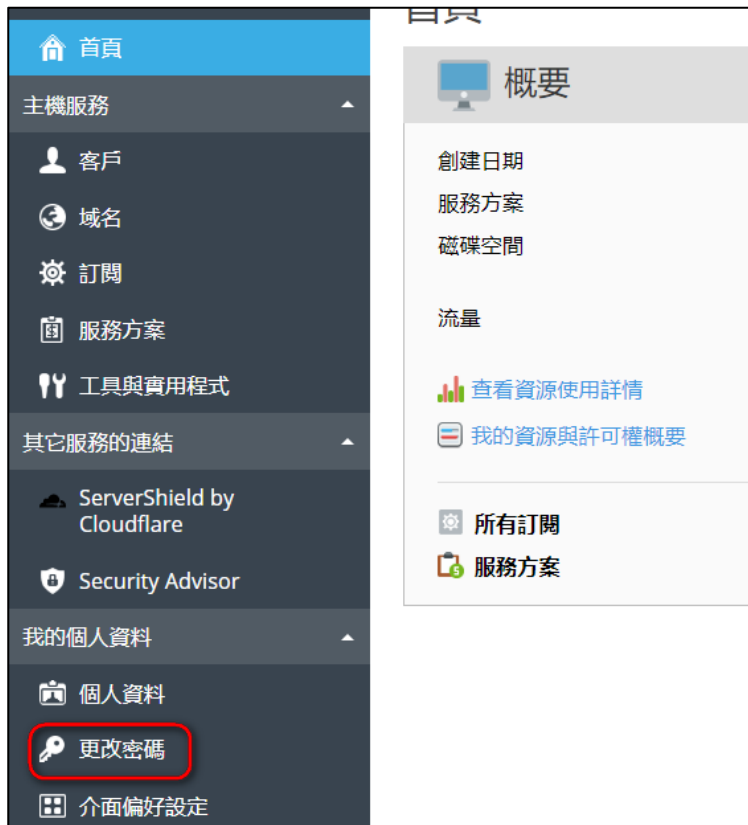 首頁
主機服務
客戶
域名
訂閱
服務方案
工具與實用程式
其它服務的連結
ServerShield by
Cloudflare
Security Advisor
我的個人資料
個人資料
更改密碼
介面偏好設定
首頁
概要
創建日期
服務方案
磁碟空間
流量
查看資源使用詳情
我的資源與許可權概要
所有訂閱
服務方案